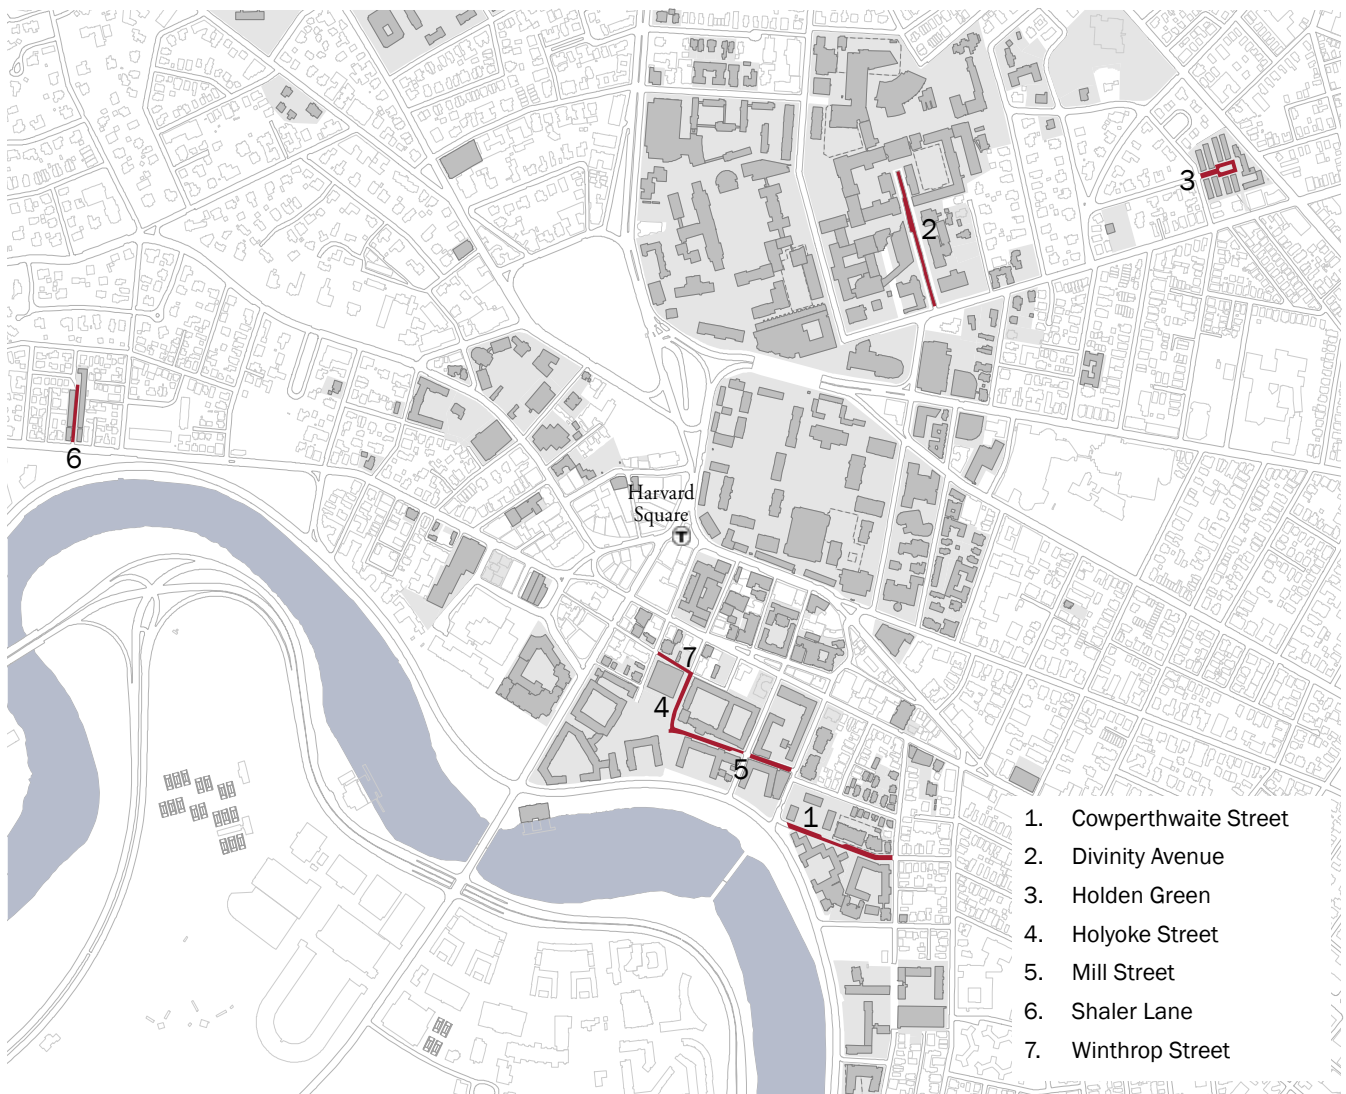 3
2
6
Harvard
Square
T
7
4
5
1
1. Cowperthwaite Street
2. Divinity Avenue
3. Holden Green
4. Holyoke Street
5. Mill Street
6. Shaler Lane
7. Winthrop Street